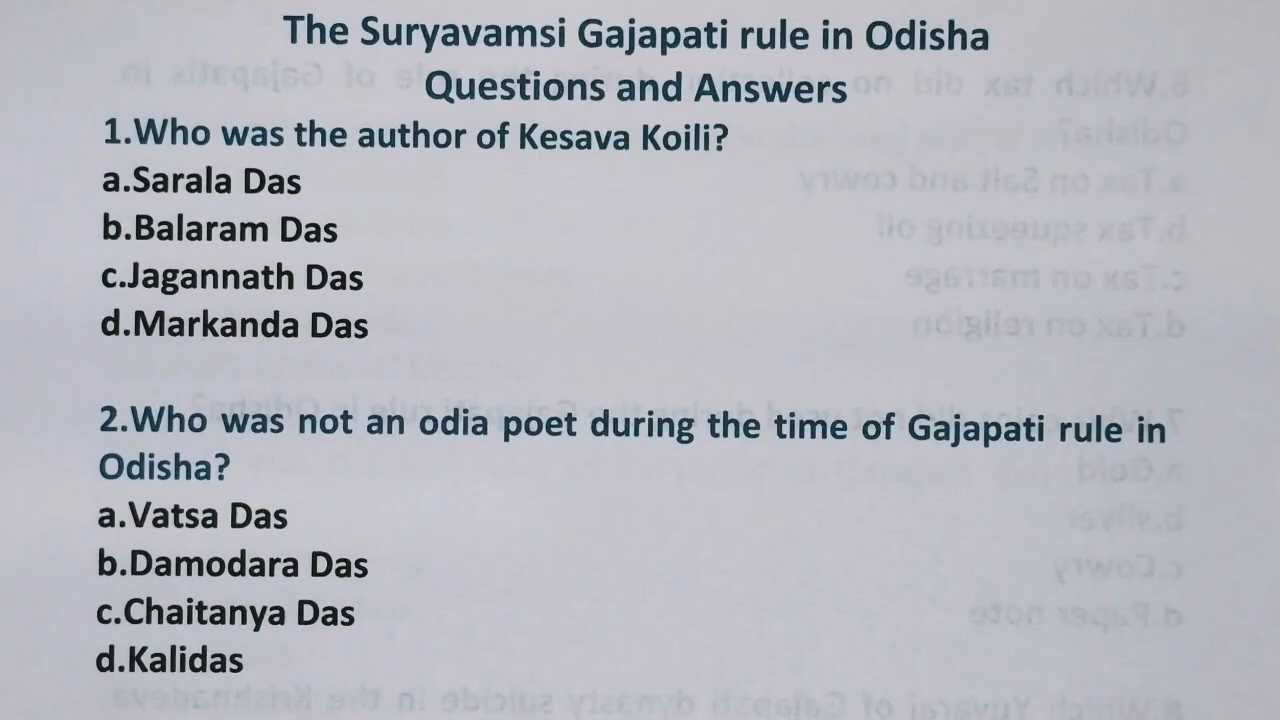 The Suryavamsi Gajapati rule in Odisha
Questions and Answers
1.Who was the author of Kesava Koili?
a.Sarala Das
b.Balaram Das
c.Jagannath Das
d.Markanda Das
2.Who was not an odia poet during the time of Gajapati rule in
Odisha?
a.Vatsa Das
b.Damodara Das
c.Chaitanya Das
d.Kalidas